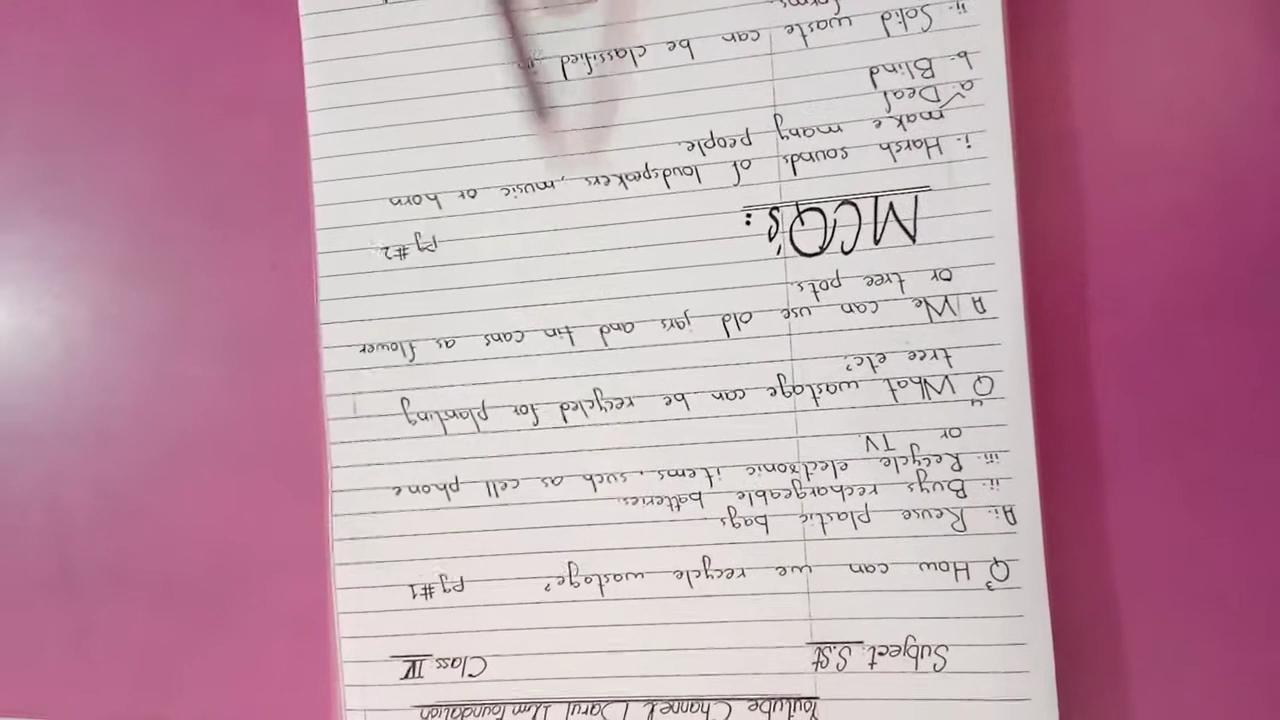 Youtube Channel Darul Ilum Foundation
Subject: S.St Class: IV
Q3 How can we recycle wastage? Pg #1
A i. Reuse plastic bags.
ii. Buys rechargeable batteries.
iii. Recycle electronic items, such as cell phone
or TV.
Q4 What wastage can be recycled for planting
tree etc?
A/ We can use old jars and tin cans as flower
or tree pots.
Pg #2
MCQ's:
i. Harsh sounds of loudspeakers, music or horn
make many people.
a. Deaf
b. Blind
ii. Solid waste can be classified in
forms.